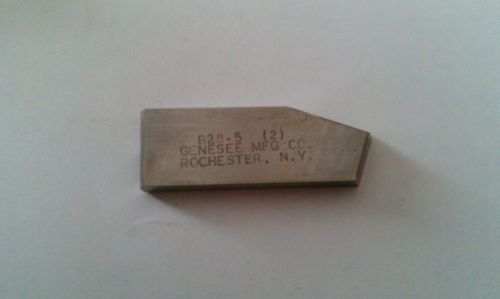 B28.5 (2)
GENESEE MFG CO.
ROCHESTER, N.Y.